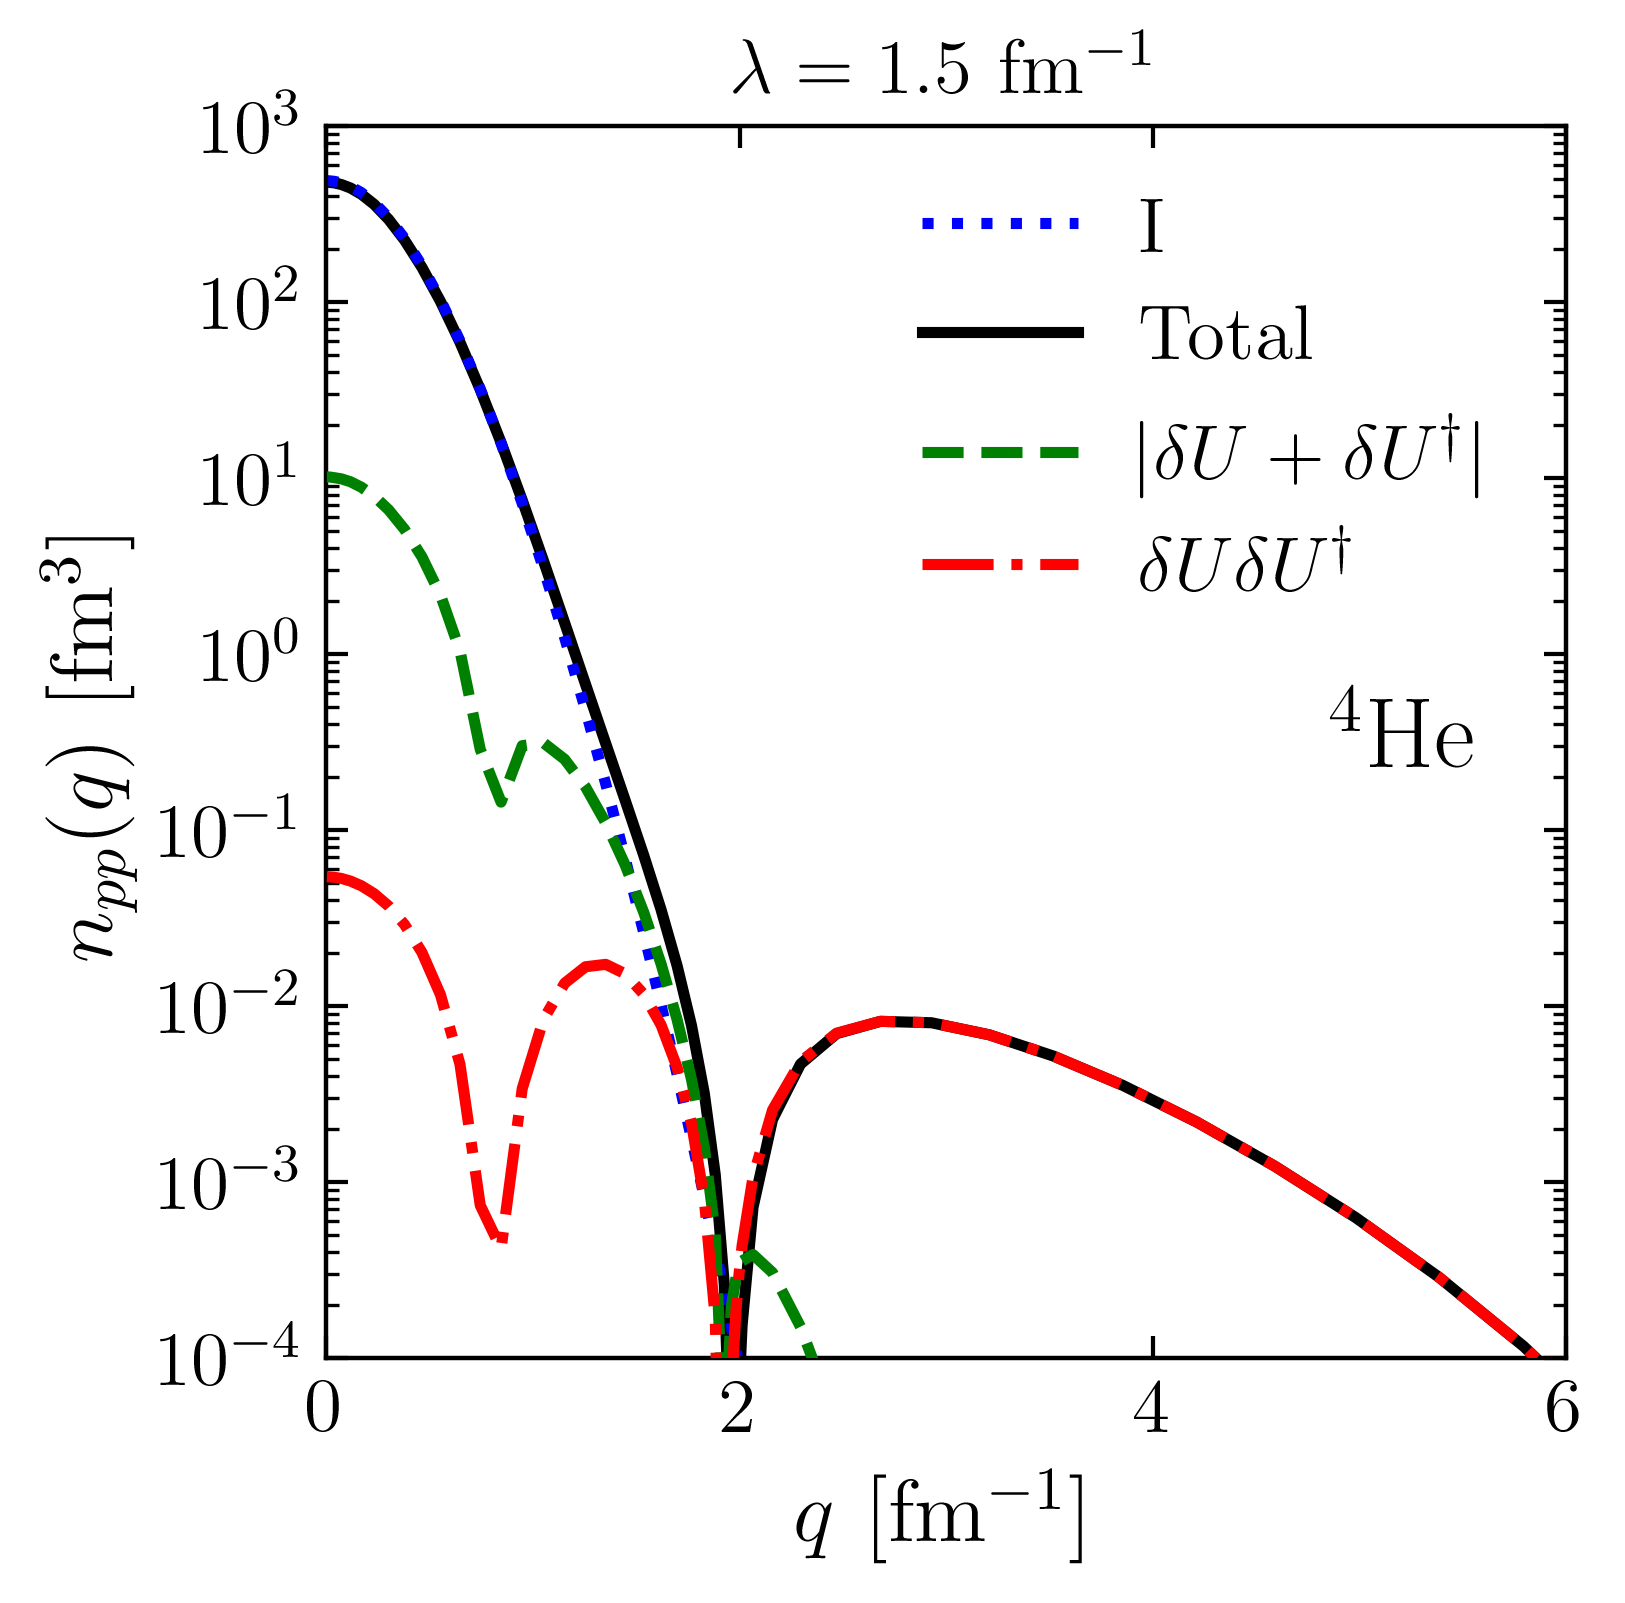 λ = 1.5 fm⁻¹
n_pp(q) [fm³]
10³
10²
10¹
10⁰
10⁻¹
10⁻²
10⁻³
10⁻⁴
I
Total
|δU + δU†|
δUδU†
⁴He
0 2 4 6
q [fm⁻¹]